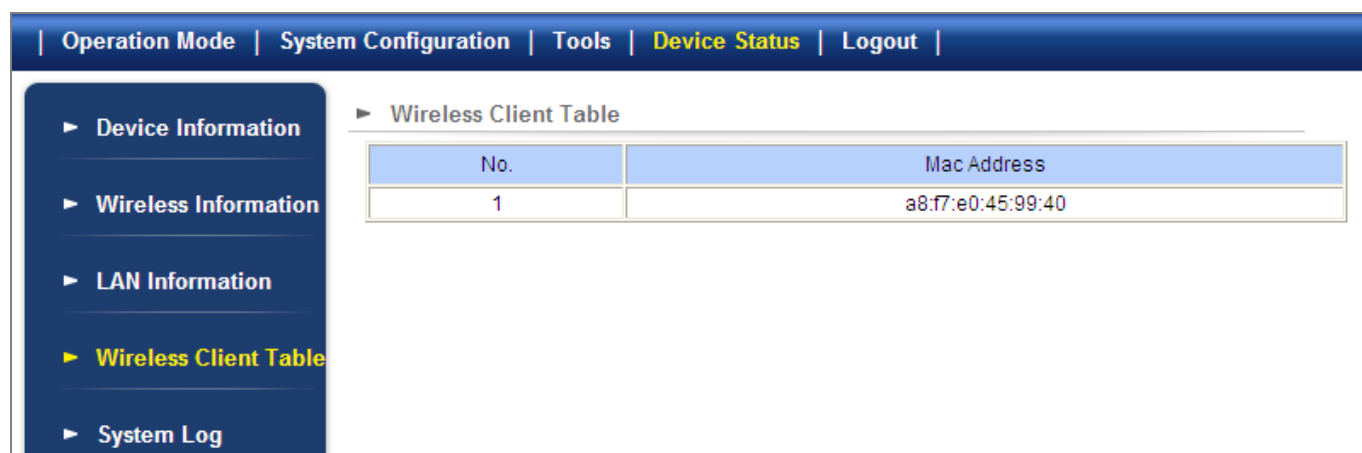 | Operation Mode | System Configuration | Tools | Device Status | Logout |
Device Information
Wireless Information
LAN Information
Wireless Client Table
System Log
Wireless Client Table
No. Mac Address
1 a8:f7:e0:45:99:40